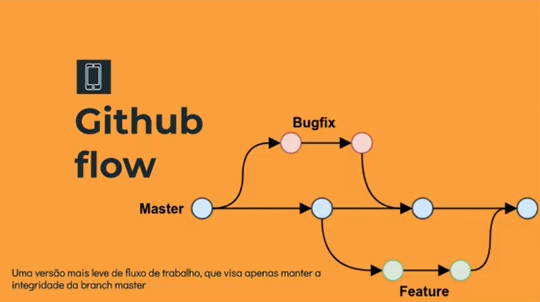 Github
flow
Bugfix
Master
Feature
Uma versão mais leve de fluxo de trabalho, que visa apenas manter a
integridade da branch master